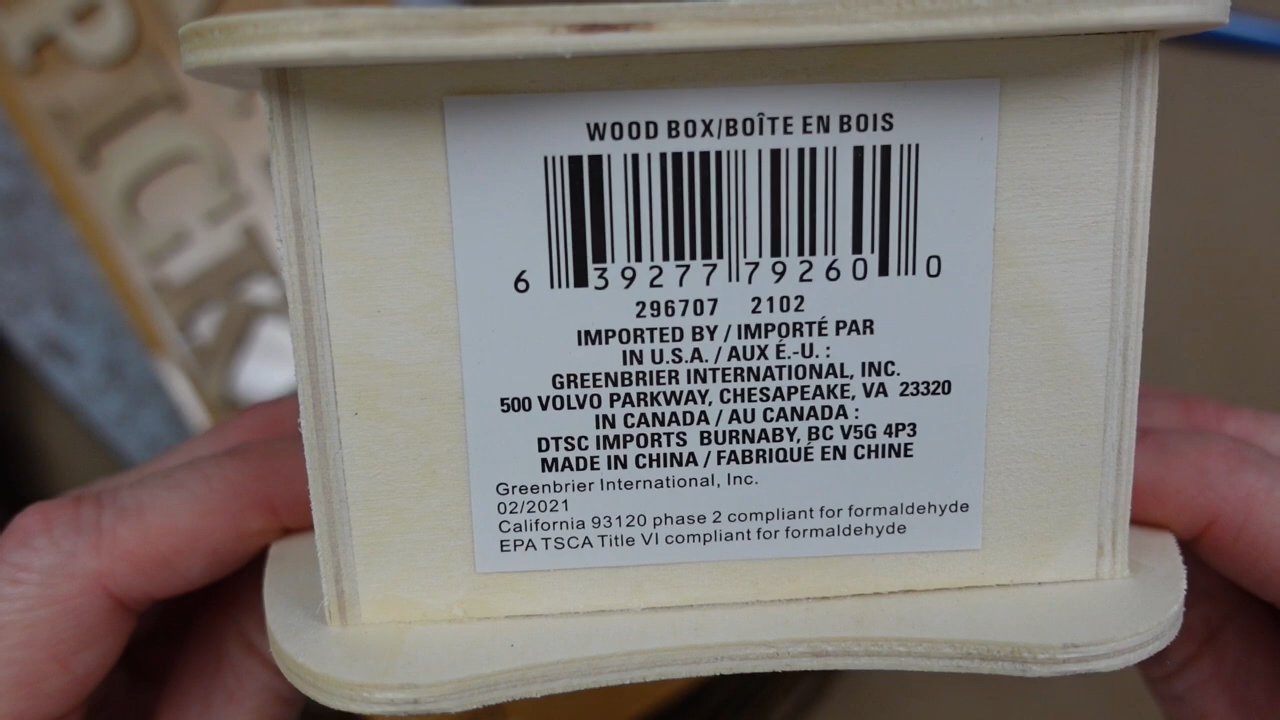 WOOD BOX/BOÎTE EN BOIS
6 39277 79260 0
296707 2102
IMPORTED BY / IMPORTÉ PAR
IN U.S.A. / AUX É.-U. :
GREENBRIER INTERNATIONAL, INC.
500 VOLVO PARKWAY, CHESAPEAKE, VA 23320
IN CANADA / AU CANADA :
DTSC IMPORTS BURNABY, BC V5G 4P3
MADE IN CHINA / FABRIQUÉ EN CHINE
Greenbrier International, Inc.
02/2021
California 93120 phase 2 compliant for formaldehyde
EPA TSCA Title VI compliant for formaldehyde